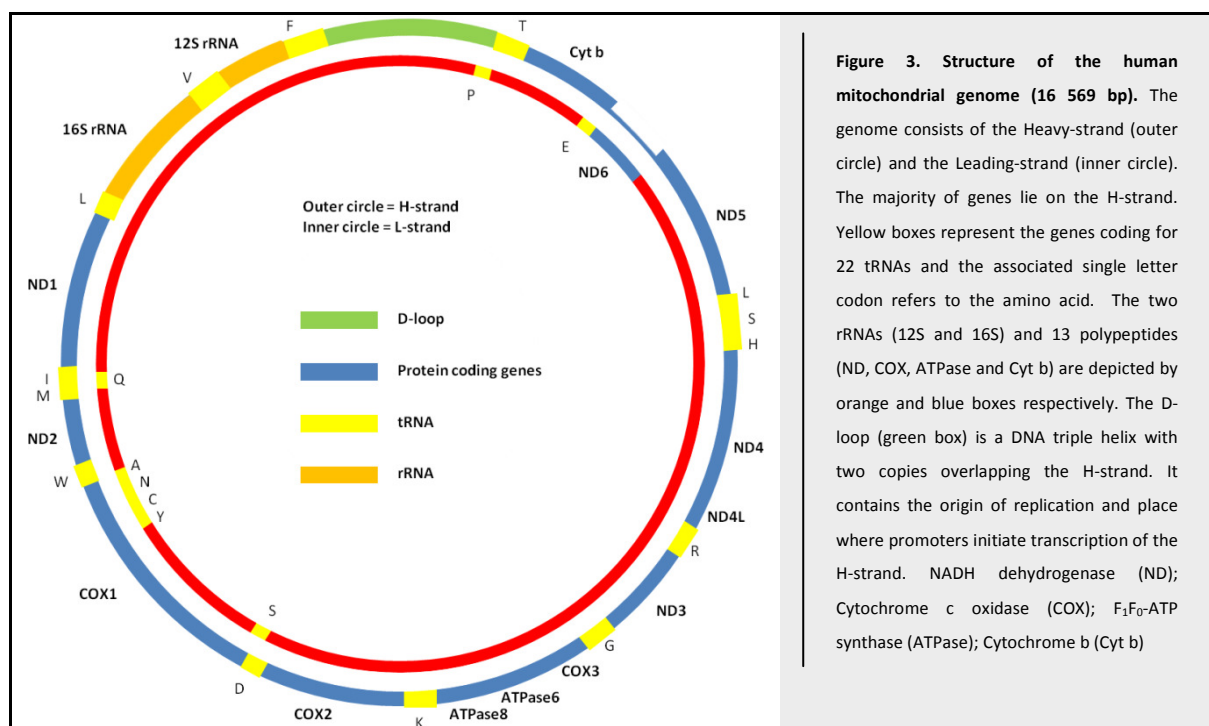 F
T
12S rRNA
Cyt b
V
P
16S rRNA
E
ND6
L
Outer circle = H-strand
Inner circle = L-strand
ND5
ND1
L
S
H
D-loop
I
M
Q
Protein coding genes
ND2
ND4
tRNA
W
A
N
C
Y
rRNA
ND4L
R
COX1
ND3
S
G
D
COX3
ATPase6
COX2
K
ATPase8
Figure 3. Structure of the human
mitochondrial genome (16 569 bp). The
genome consists of the Heavy-strand (outer
circle) and the Leading-strand (inner circle).
The majority of genes lie on the H-strand.
Yellow boxes represent the genes coding for
22 tRNAs and the associated single letter
codon refers to the amino acid. The two
rRNAs (12S and 16S) and 13 polypeptides
(ND, COX, ATPase and Cyt b) are depicted by
orange and blue boxes respectively. The D-
loop (green box) is a DNA triple helix with
two copies overlapping the H-strand. It
contains the origin of replication and place
where promoters initiate transcription of the
H-strand. NADH dehydrogenase (ND);
Cytochrome c oxidase (COX); F₁F₀-ATP
synthase (ATPase); Cytochrome b (Cyt b)